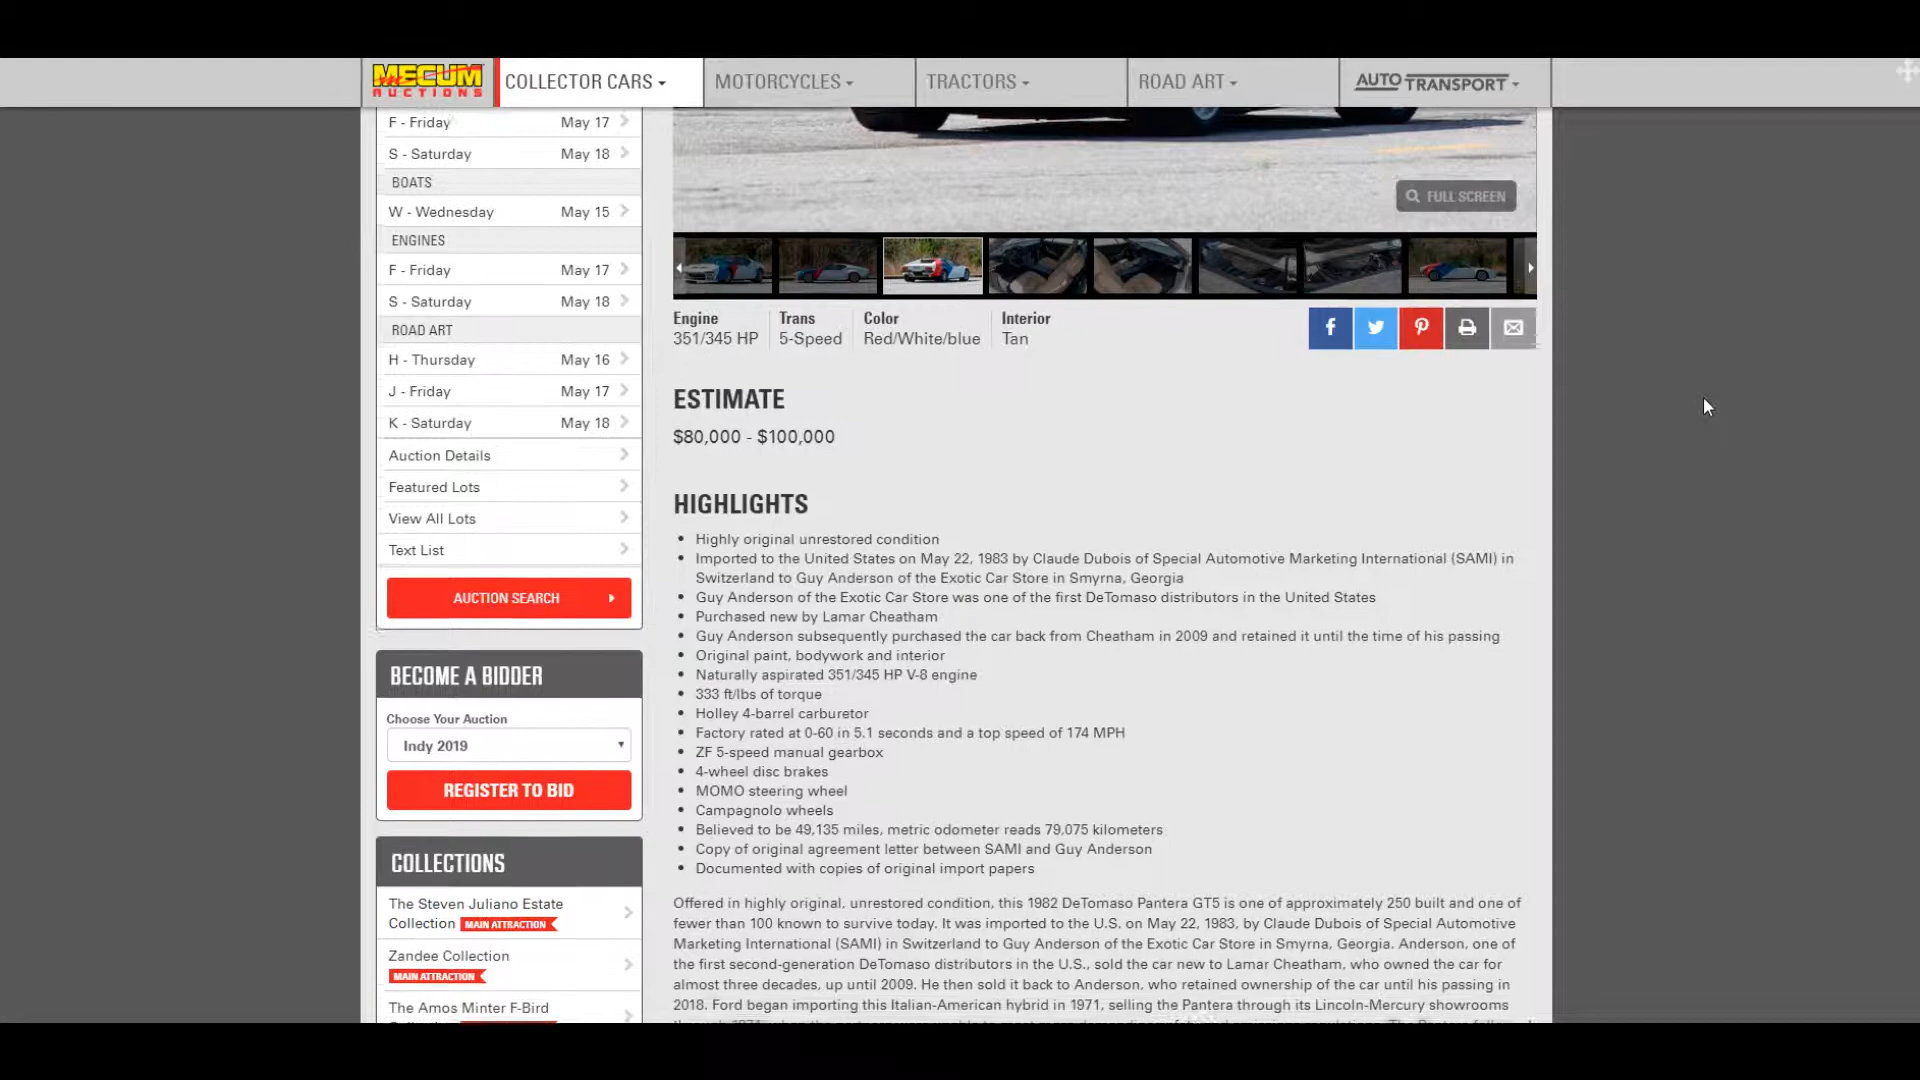 MECUM AUCTIONS
COLLECTOR CARS
MOTORCYCLES
TRACTORS
ROAD ART
AUTO TRANSPORT
F - Friday May 17
S - Saturday May 18
BOATS
W - Wednesday May 15
ENGINES
F - Friday May 17
S - Saturday May 18
ROAD ART
H - Thursday May 16
J - Friday May 17
K - Saturday May 18
Auction Details
Featured Lots
View All Lots
Text List
AUCTION SEARCH
BECOME A BIDDER
Choose Your Auction
Indy 2019
REGISTER TO BID
COLLECTIONS
The Steven Juliano Estate
Collection MAIN ATTRACTION
Zandee Collection
MAIN ATTRACTION
The Amos Minter F-Bird
FULL SCREEN
Engine
351/345 HP
Trans
5-Speed
Color
Red/White/blue
Interior
Tan
ESTIMATE
$80,000 - $100,000
HIGHLIGHTS
Highly original unrestored condition
Imported to the United States on May 22, 1983 by Claude Dubois of Special Automotive Marketing International (SAMI) in
Switzerland to Guy Anderson of the Exotic Car Store in Smyrna, Georgia
Guy Anderson of the Exotic Car Store was one of the first DeTomaso distributors in the United States
Purchased new by Lamar Cheatham
Guy Anderson subsequently purchased the car back from Cheatham in 2009 and retained it until the time of his passing
Original paint, bodywork and interior
Naturally aspirated 351/345 HP V-8 engine
333 ft/lbs of torque
Holley 4-barrel carburetor
Factory rated at 0-60 in 5.1 seconds and a top speed of 174 MPH
ZF 5-speed manual gearbox
4-wheel disc brakes
MOMO steering wheel
Campagnolo wheels
Believed to be 49,135 miles, metric odometer reads 79,075 kilometers
Copy of original agreement letter between SAMI and Guy Anderson
Documented with copies of original import papers
Offered in highly original, unrestored condition, this 1982 DeTomaso Pantera GT5 is one of approximately 250 built and one of
fewer than 100 known to survive today. It was imported to the U.S. on May 22, 1983, by Claude Dubois of Special Automotive
Marketing International (SAMI) in Switzerland to Guy Anderson of the Exotic Car Store in Smyrna, Georgia. Anderson, one of
the first second-generation DeTomaso distributors in the U.S., sold the car new to Lamar Cheatham, who owned the car for
almost three decades, up until 2009. He then sold it back to Anderson, who retained ownership of the car until his passing in
2018. Ford began importing this Italian-American hybrid in 1971, selling the Pantera through its Lincoln-Mercury showrooms